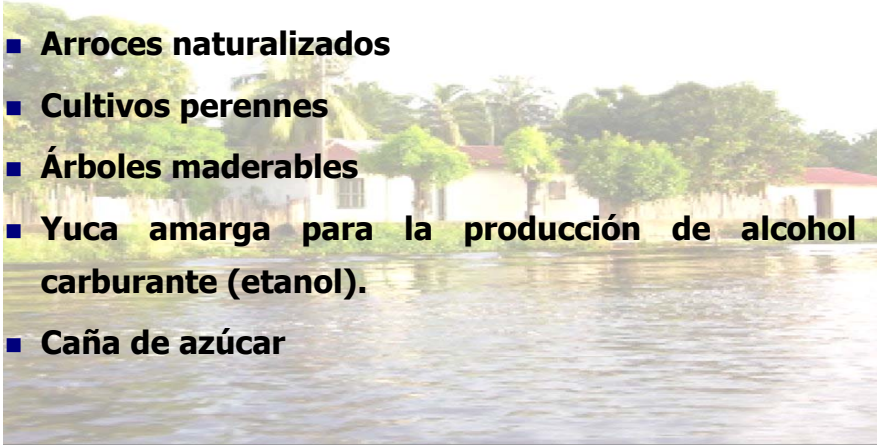 Arroces naturalizados
Cultivos perennes
Árboles maderables
Yuca amarga para la producción de alcohol
carburante (etanol).
Caña de azúcar